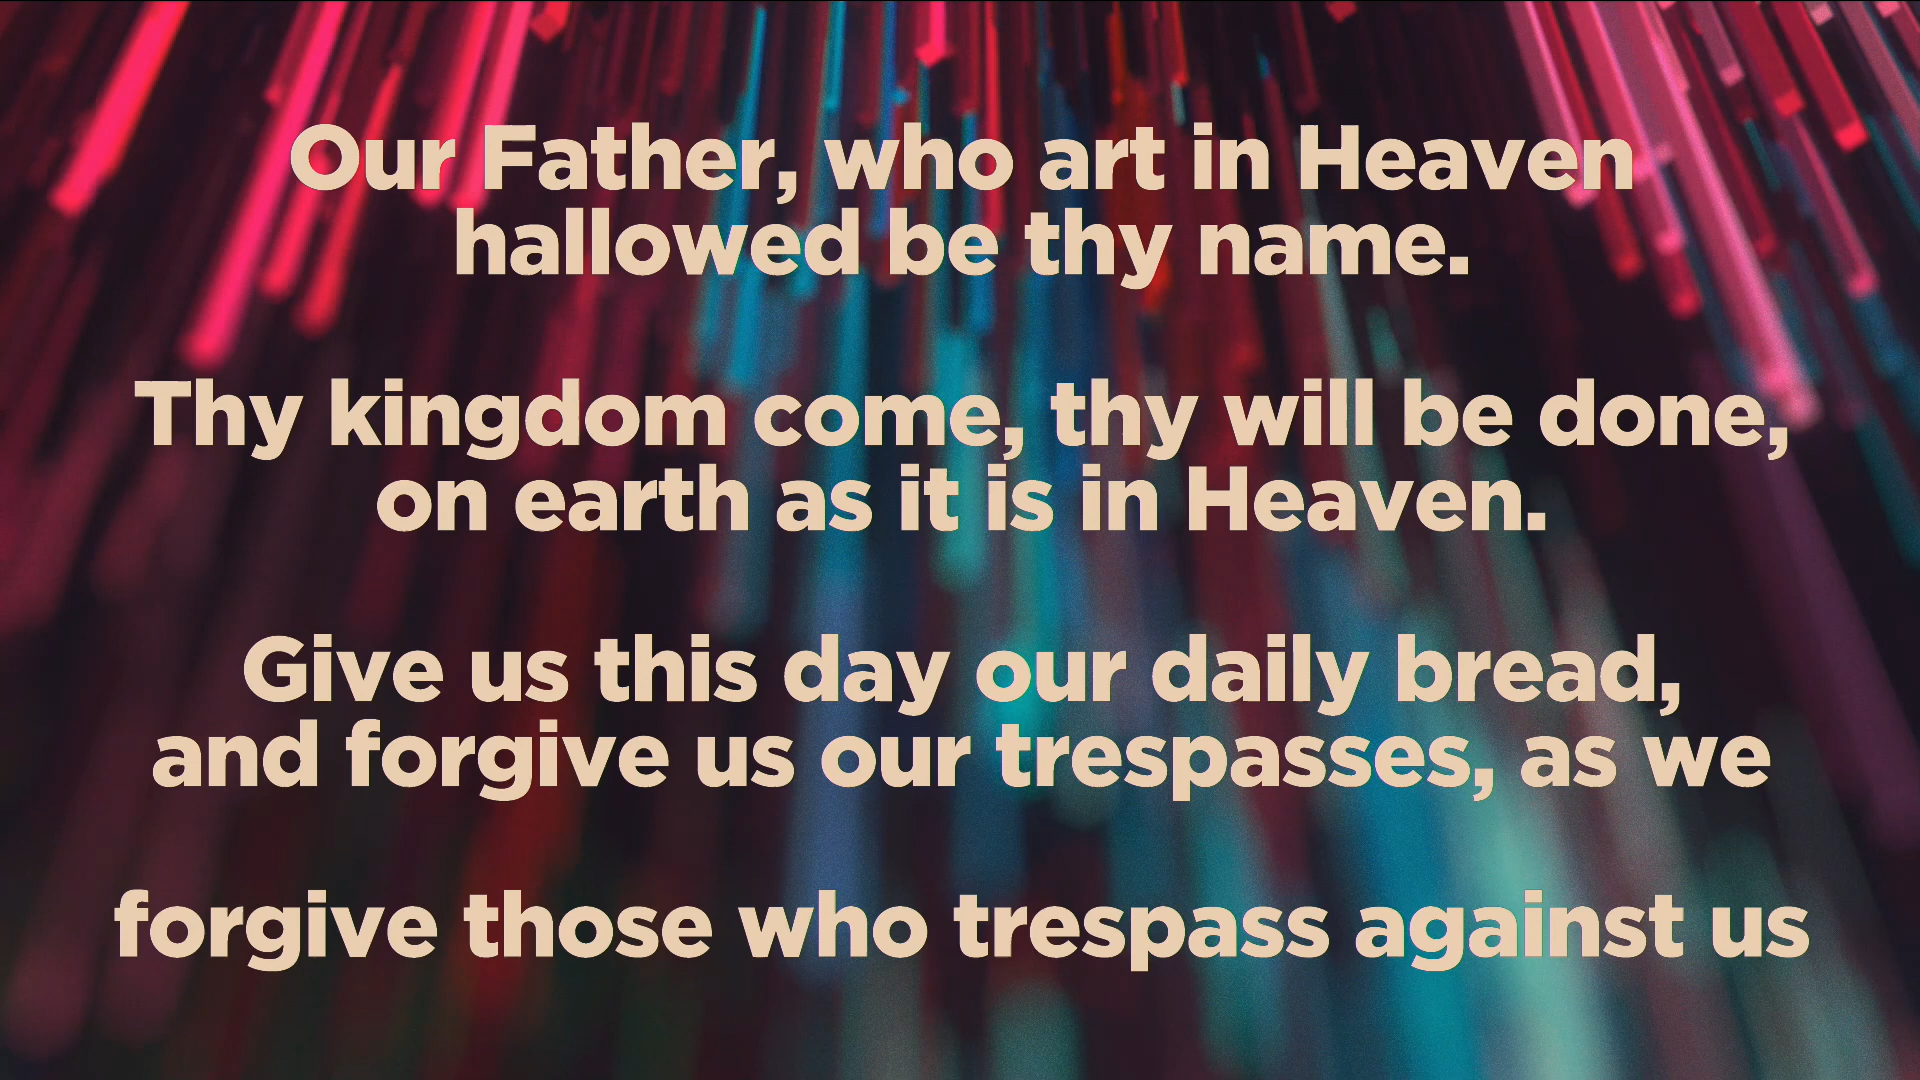 Our Father, who art in Heaven
hallowed be thy name.
Thy kingdom come, thy will be done,
on earth as it is in Heaven.
Give us this day our daily bread,
and forgive us our trespasses, as we
forgive those who trespass against us